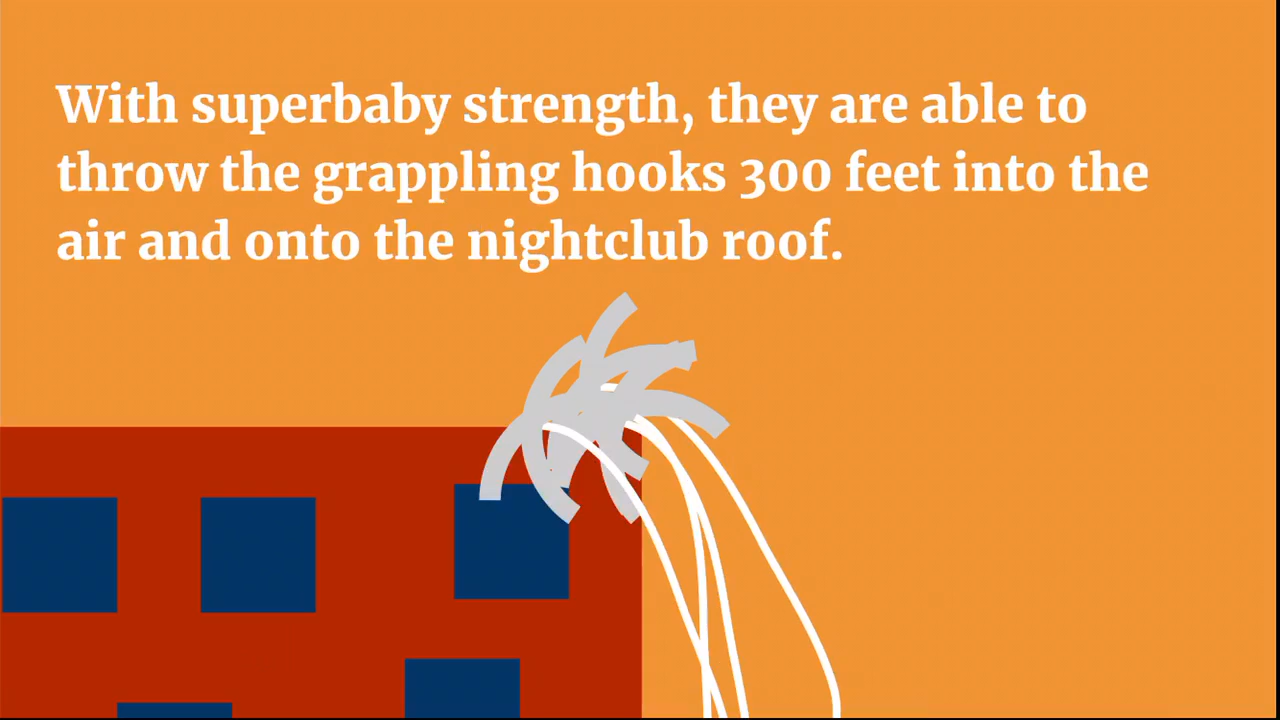 With superbaby strength, they are able to
throw the grappling hooks 300 feet into the
air and onto the nightclub roof.